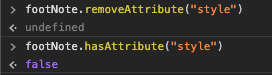 > footNote.removeAttribute("style")
< undefined
> footNote.hasAttribute("style")
< false